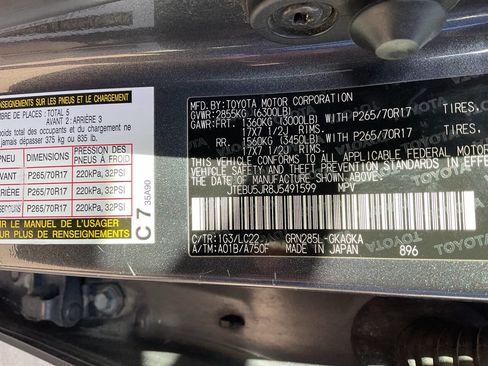 ENSEIGNEMENTS SUR LES PNEUS ET LE CHARGEMENT
MBRE DE PLACES : TOTAL 5
AVANT 2 : ARRIÈRE 3
poids total des occupants et du chargement ne
t dépasser 375 kg ou 835 lb.
PNEU DIMENSIONS PRESSION DES PNEUS À FROID
AVANT P265/70R17 220kPa, 32PSI
ARRIÈRE P265/70R17 220kPa, 32PSI
SECOURS P265/70R17 220kPa, 32PSI
R LE MANUEL DE L'USAGER
OUR PLUS DE RENSEIGNEMENTS
C 7 35A90
MFD. BY: TOYOTA MOTOR CORPORATION
GVWR: 2855KG (6300LB)
GAWR: FRT. 1360KG (3000LB) WITH P265/70R17 TIRES,
17X7 1/2J RIMS.
RR. 1560KG (3450LB) WITH P265/70R17 TIRES,
17X7 1/2J RIMS.
THIS VEHICLE CONFORMS TO ALL APPLICABLE FEDERAL MOTOR
VEHICLE SAFETY AND THEFT PREVENTION STANDARDS IN EFFECT ON
THE DATE OF MANUFACTURE SHOWN ABOVE.
JTEBU5JR8J5491599 MPV
C/TR: 1G3/LC22 GRN285L-GKAGKA
A/TM: A01B/A750F MADE IN JAPAN 896